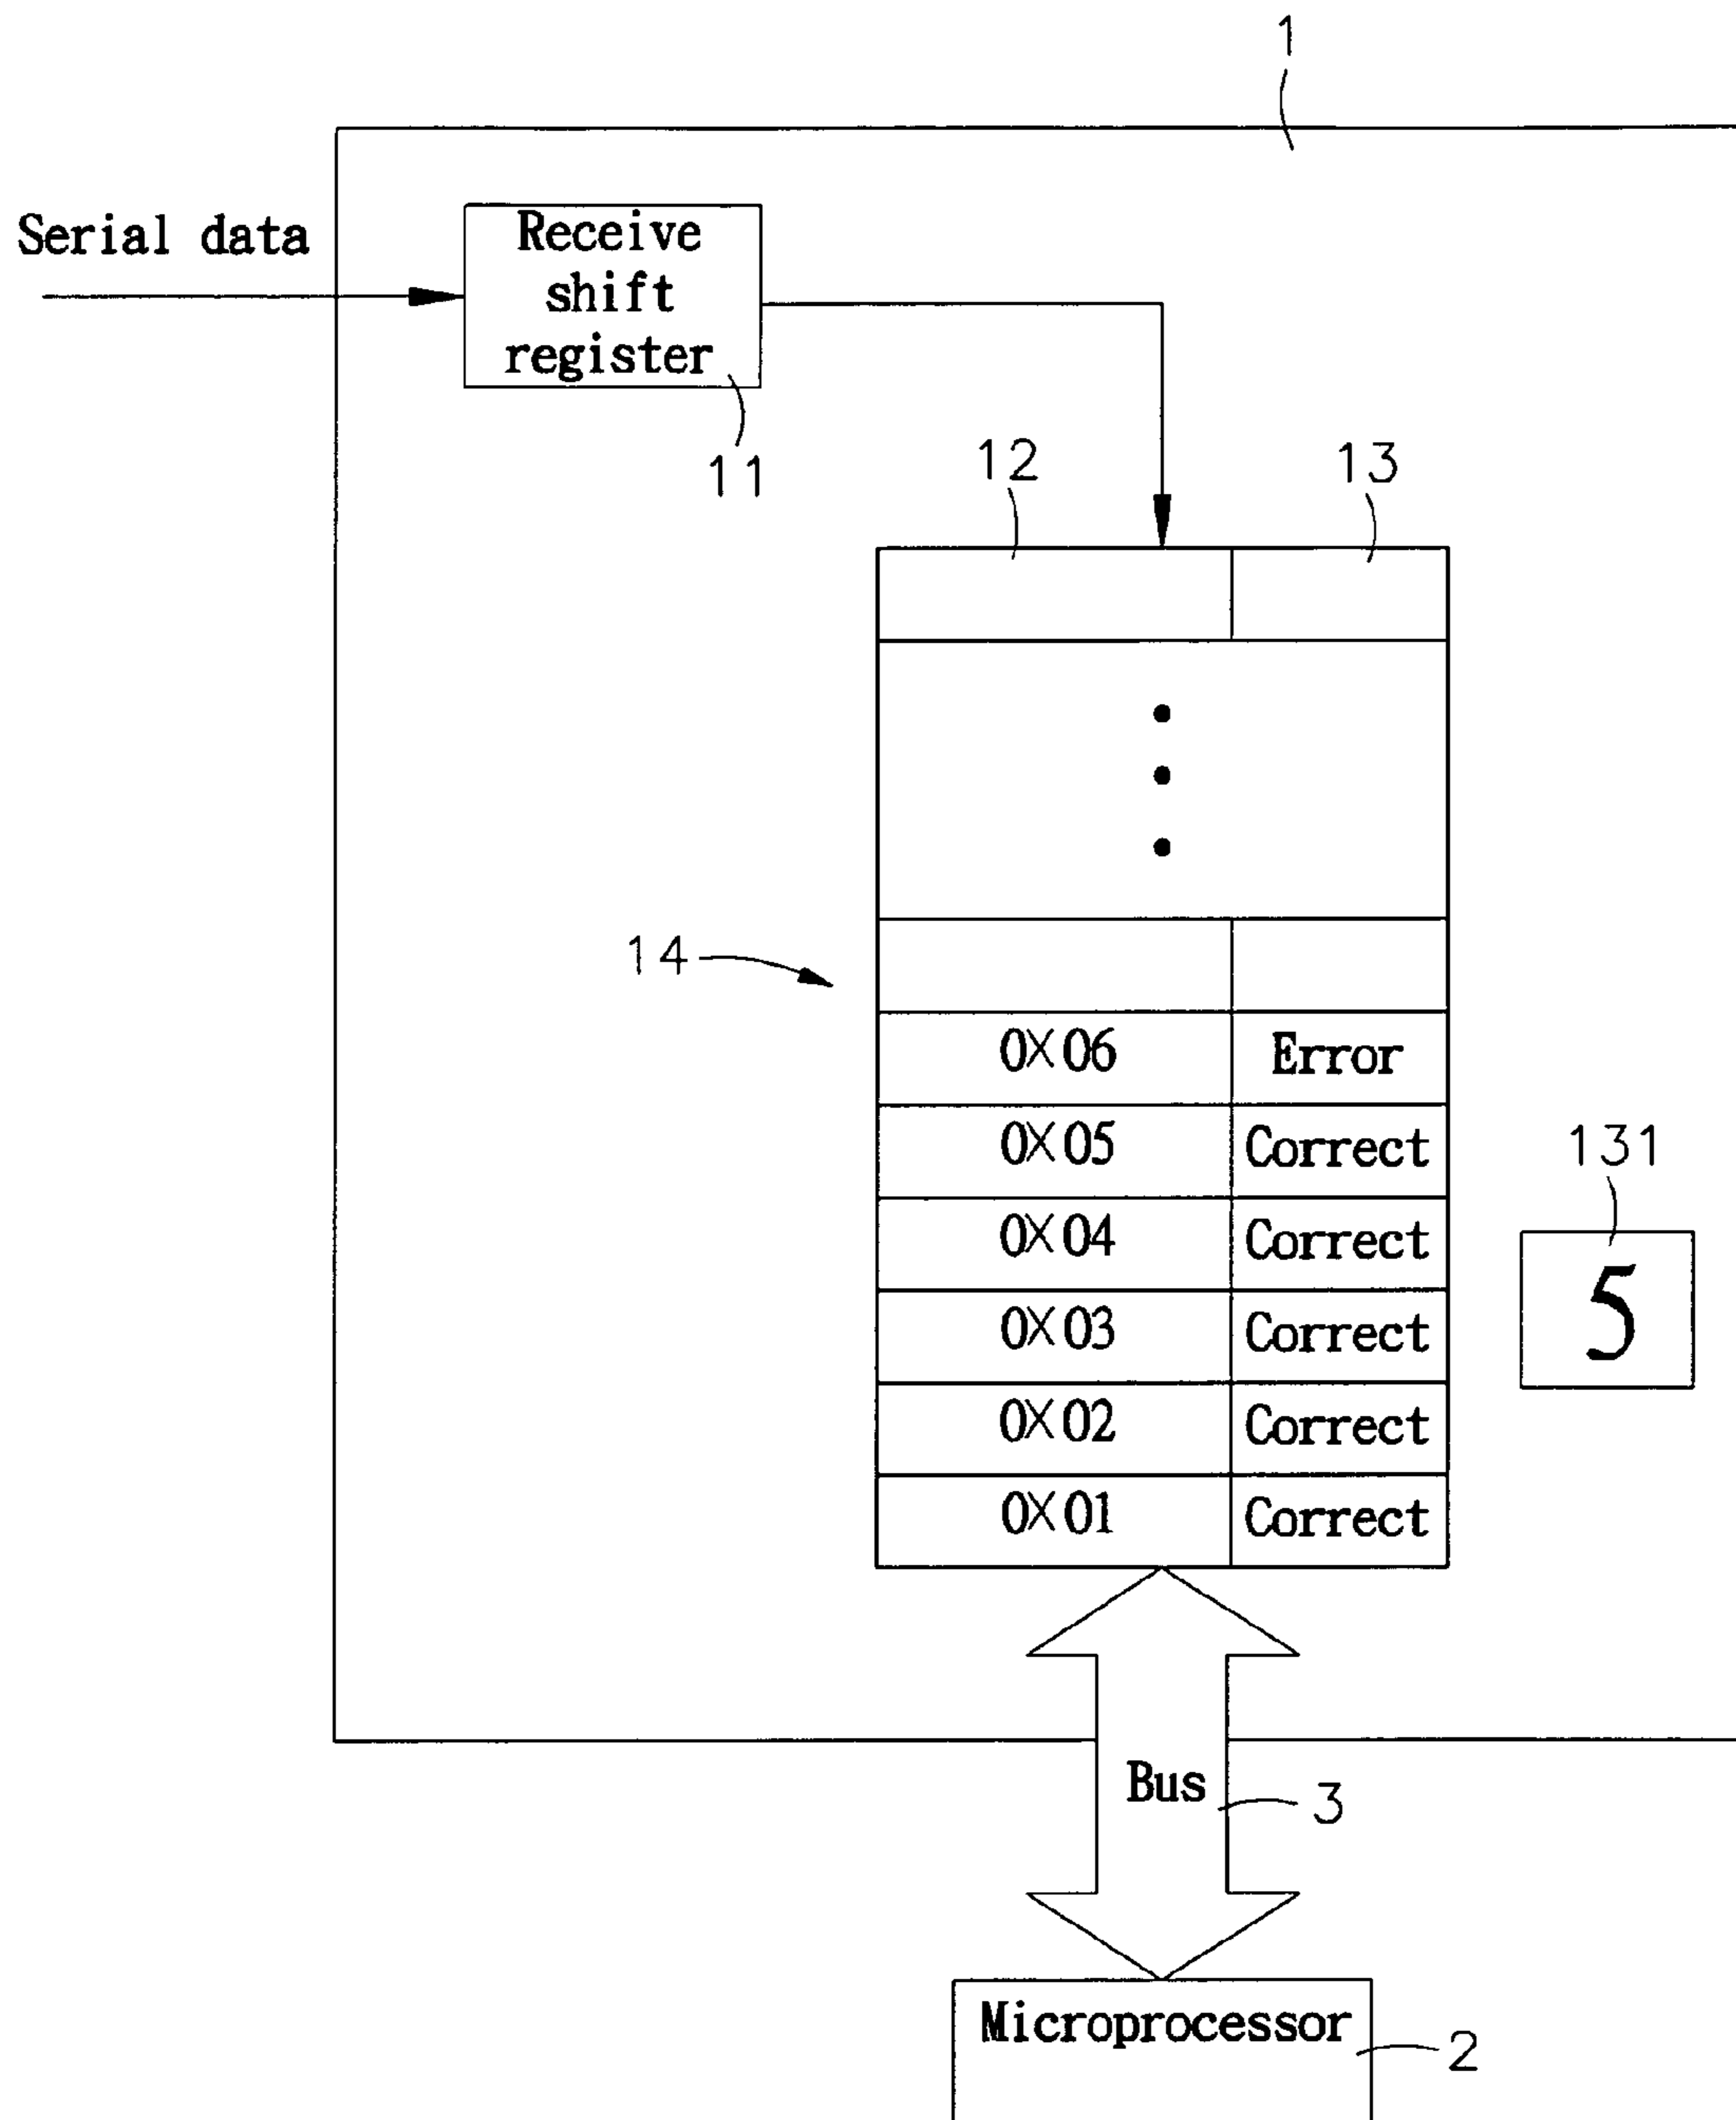 1
Serial data
Receive
shift
register
11
12
13
14
0X06 Error
0X05 Correct
131
0X04 Correct
5
0X03 Correct
0X02 Correct
0X01 Correct
Bus
3
Microprocessor
2